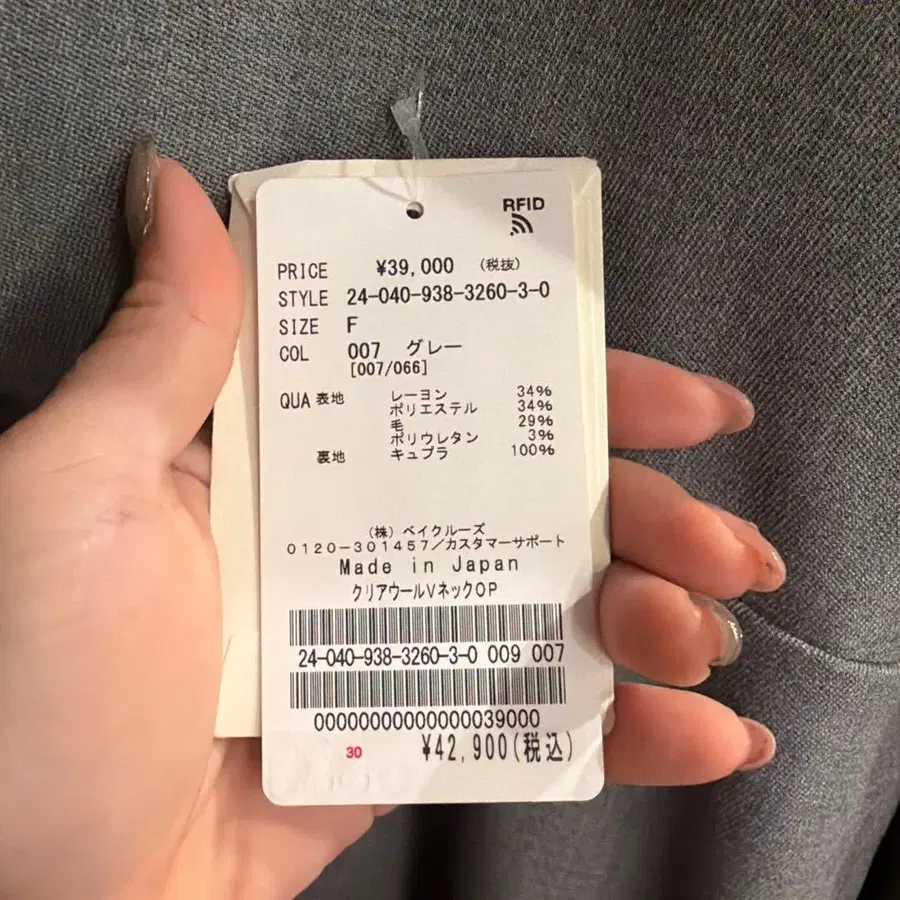 RFID
PRICE ¥39,000 (税抜)
STYLE 24-040-938-3260-3-0
SIZE F
COL 007 グレー
[007/066]
QUA 表地 レーヨン 34%
ポリエステル 34%
毛 29%
ポリウレタン 3%
裏地 キュプラ 100%
(株) ベイクルーズ
0120-301457/カスタマーサポート
Made in Japan
クリアウールVネックOP
24-040-938-3260-3-0 009 007
00000000000000039000
30 ¥42,900(税込)